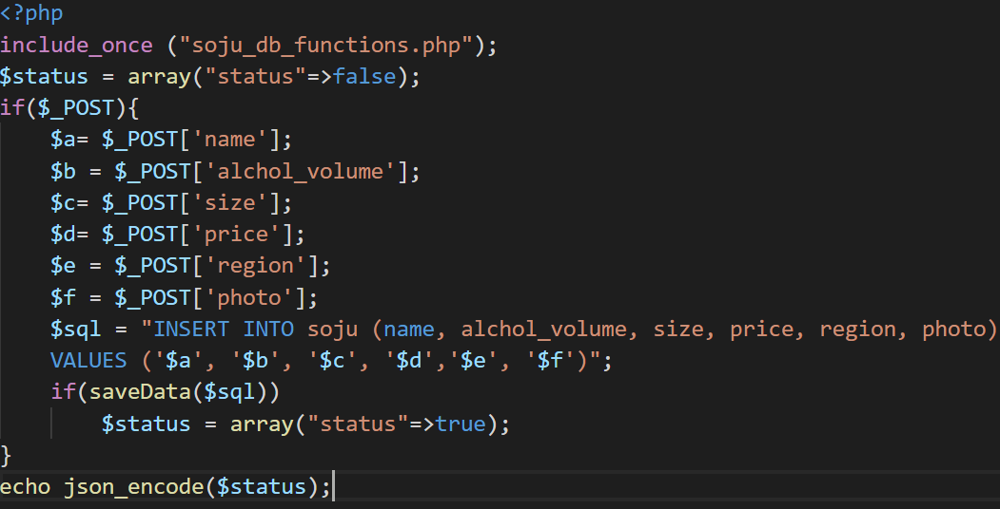 <?php
include_once ("soju_db_functions.php");
$status = array("status"=>false);
if($_POST){
    $a= $_POST['name'];
    $b = $_POST['alchol_volume'];
    $c= $_POST['size'];
    $d= $_POST['price'];
    $e = $_POST['region'];
    $f = $_POST['photo'];
    $sql = "INSERT INTO soju (name, alchol_volume, size, price, region, photo)
    VALUES ('$a', '$b', '$c', '$d','$e', '$f')";
    if(saveData($sql))
        $status = array("status"=>true);
}
echo json_encode($status);